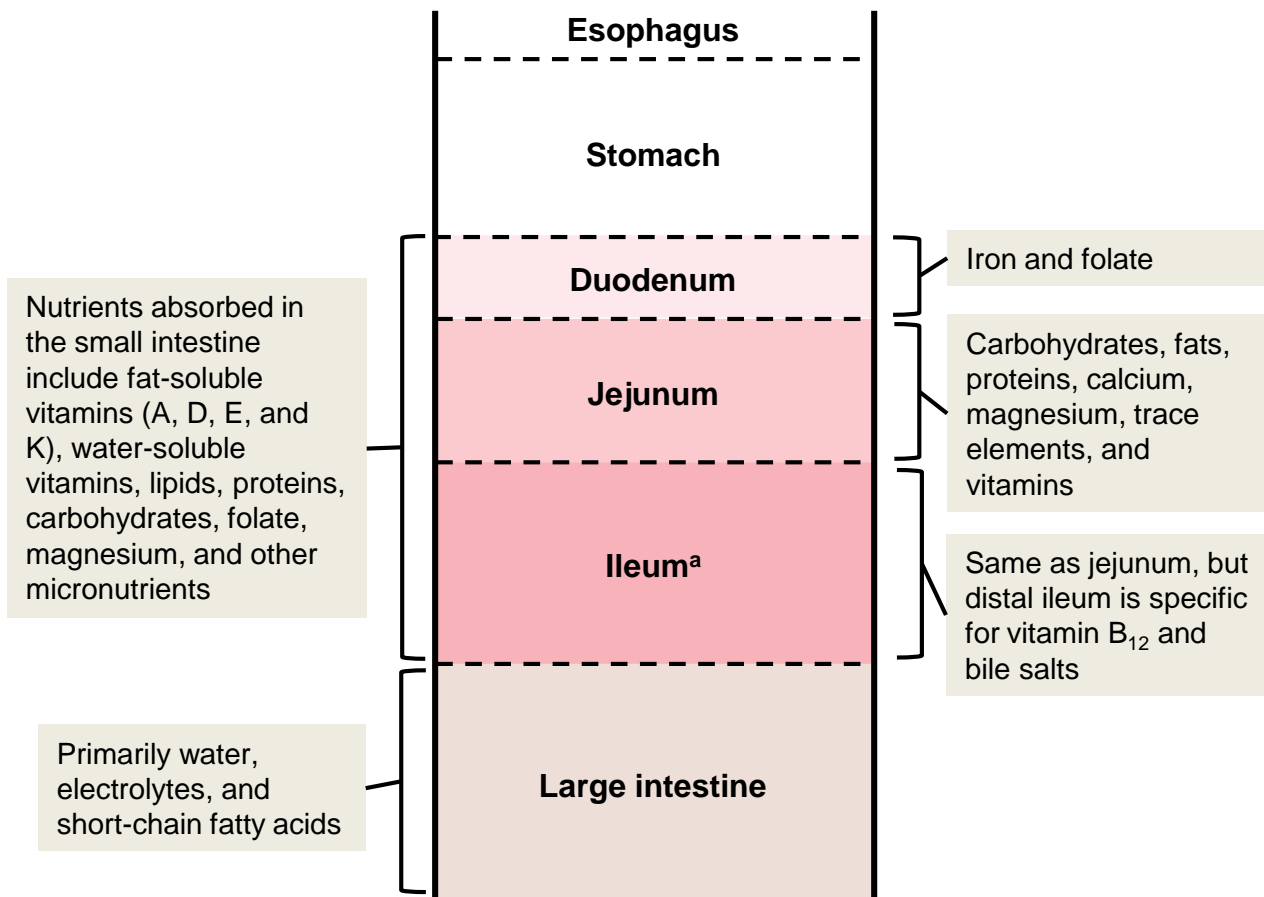 Esophagus
Stomach
Duodenum
Jejunum
Ileumᵃ
Large intestine
Nutrients absorbed in
the small intestine
include fat-soluble
vitamins (A, D, E, and
K), water-soluble
vitamins, lipids, proteins,
carbohydrates, folate,
magnesium, and other
micronutrients
Primarily water,
electrolytes, and
short-chain fatty acids
Iron and folate
Carbohydrates, fats,
proteins, calcium,
magnesium, trace
elements, and
vitamins
Same as jejunum, but
distal ileum is specific
for vitamin B₁₂ and
bile salts